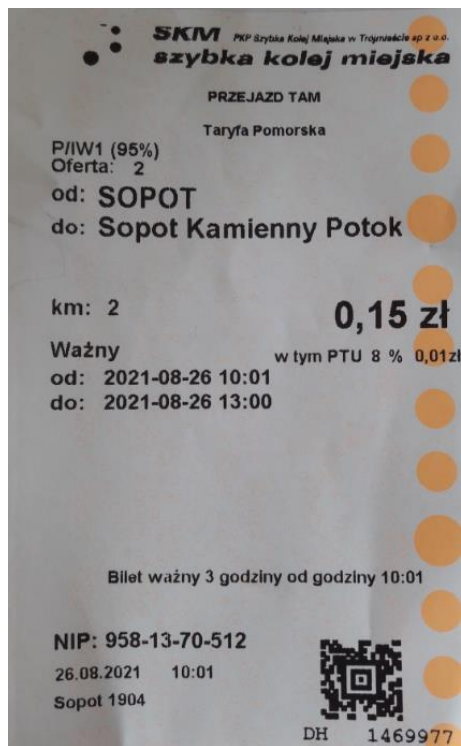 SKM PKP Szybka Kolej Miejska w Trójmieście sp z o.o.
szybka kolej miejska
PRZEJAZD TAM
Taryfa Pomorska
P/IW1 (95%)
Oferta: 2
od: SOPOT
do: Sopot Kamienny Potok
km: 2 0,15 zł
Ważny w tym PTU 8 % 0,01zł
od: 2021-08-26 10:01
do: 2021-08-26 13:00
Bilet ważny 3 godziny od godziny 10:01
NIP: 958-13-70-512
26.08.2021 10:01
Sopot 1904
DH 1469977